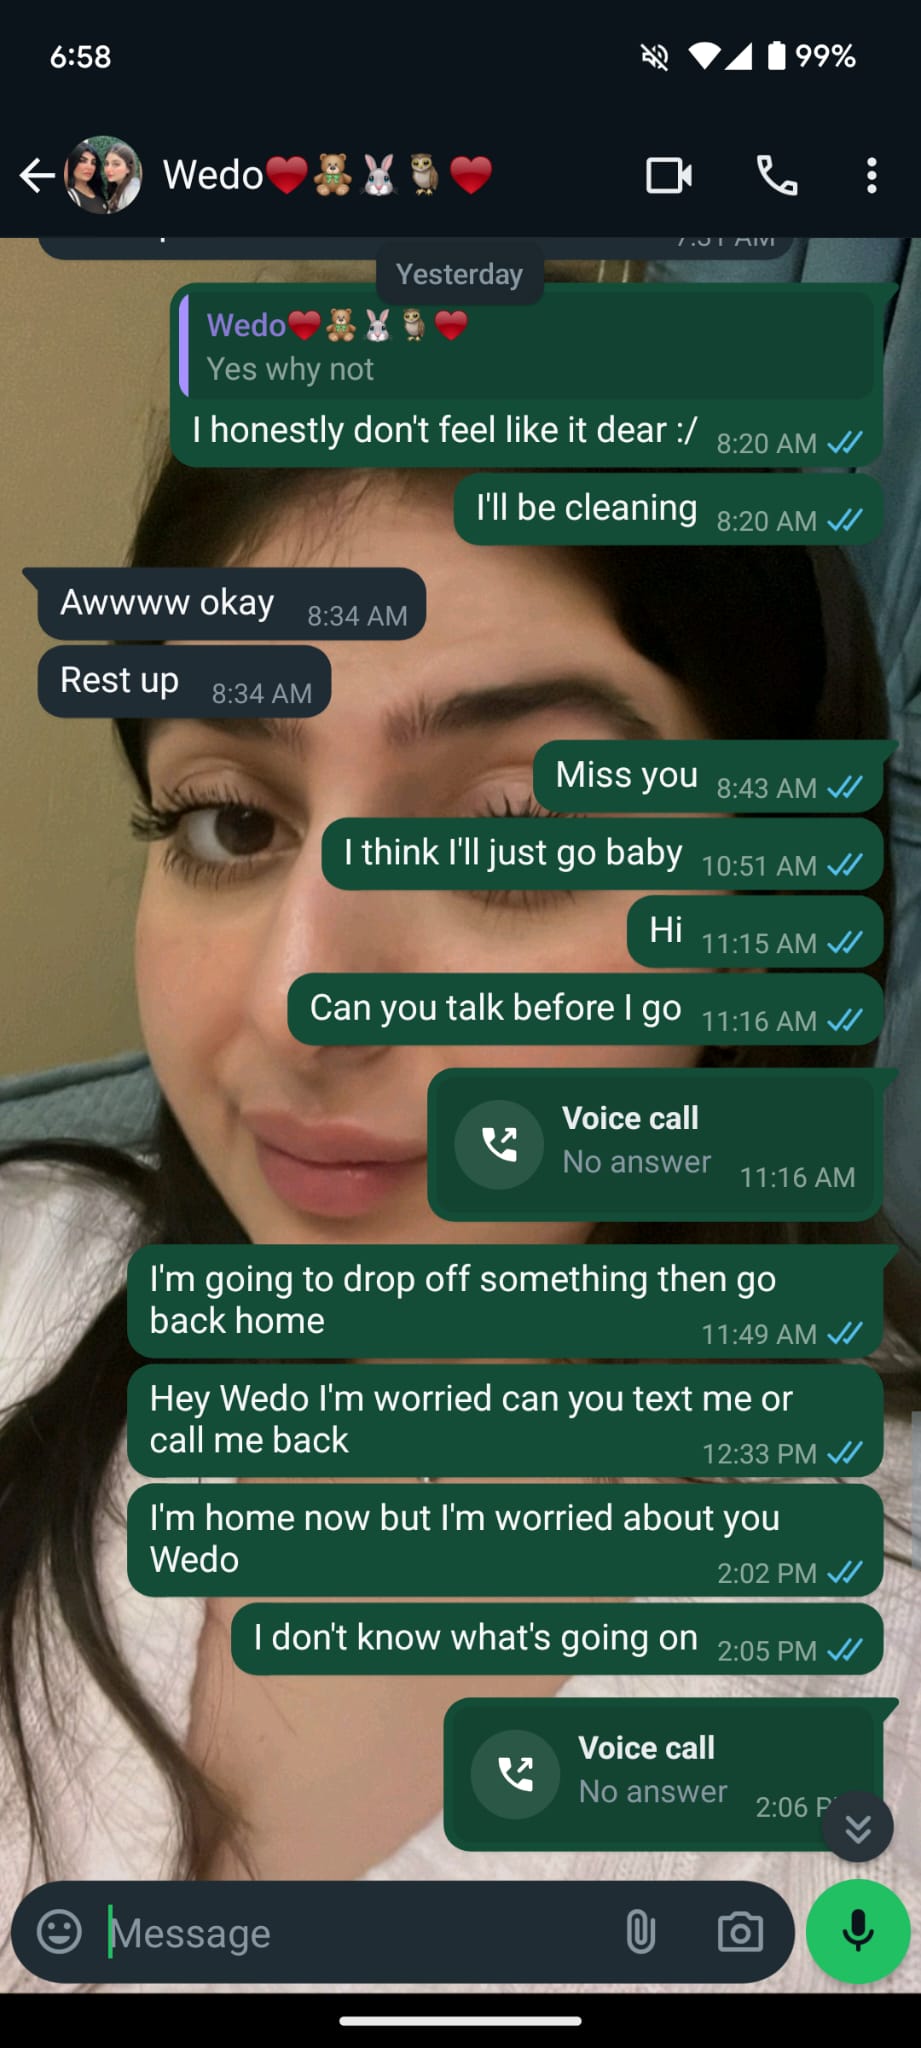 6:58
99%
Wedo❤️🧸🐰🦉❤️
7:31 AM
Yesterday
Wedo❤️🧸🐰🦉❤️
Yes why not
I honestly don't feel like it dear :/ 8:20 AM
I'll be cleaning 8:20 AM
Awwww okay 8:34 AM
Rest up 8:34 AM
Miss you 8:43 AM
I think I'll just go baby 10:51 AM
Hi 11:15 AM
Can you talk before I go 11:16 AM
Voice call
No answer 11:16 AM
I'm going to drop off something then go
back home 11:49 AM
Hey Wedo I'm worried can you text me or
call me back 12:33 PM
I'm home now but I'm worried about you
Wedo 2:02 PM
I don't know what's going on 2:05 PM
Voice call
No answer 2:06 P
Message